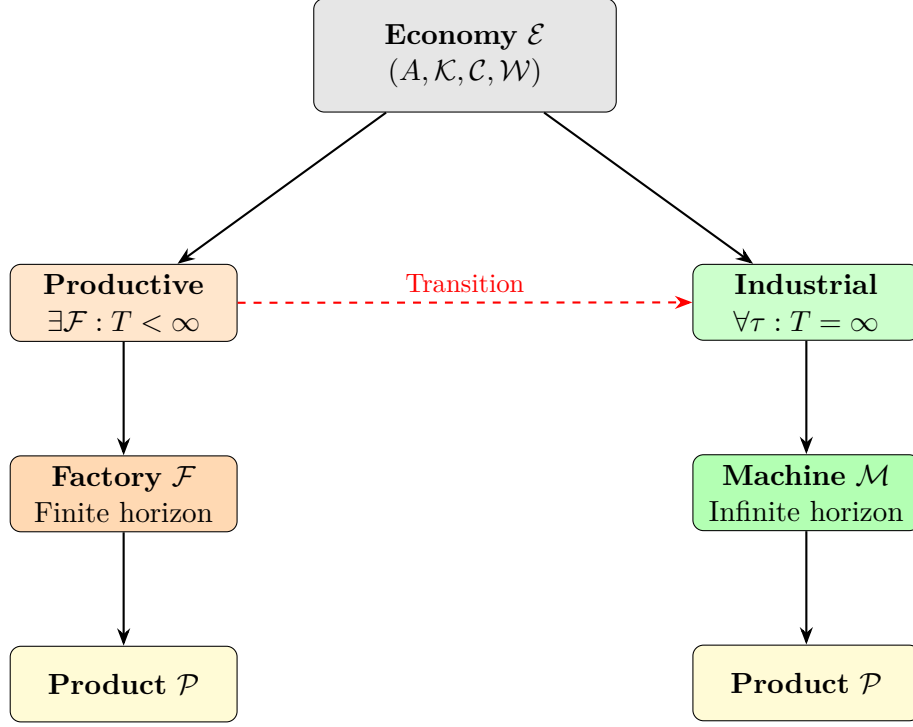 Economy ℰ
(A, 𝒦, 𝒞, 𝒲)
Productive
∃ℱ : T < ∞
Transition
Industrial
∀τ : T = ∞
Factory ℱ
Finite horizon
Machine ℳ
Infinite horizon
Product 𝒫
Product 𝒫